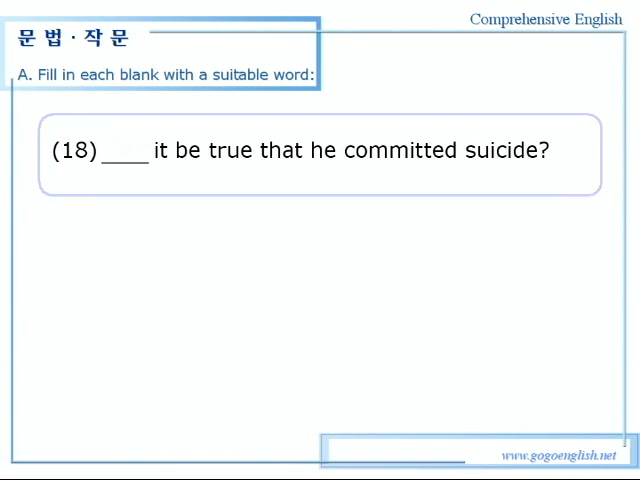 Comprehensive English
문 법 · 작 문
A. Fill in each blank with a suitable word:
(18) ____ it be true that he committed suicide?
www.gogoenglish.net